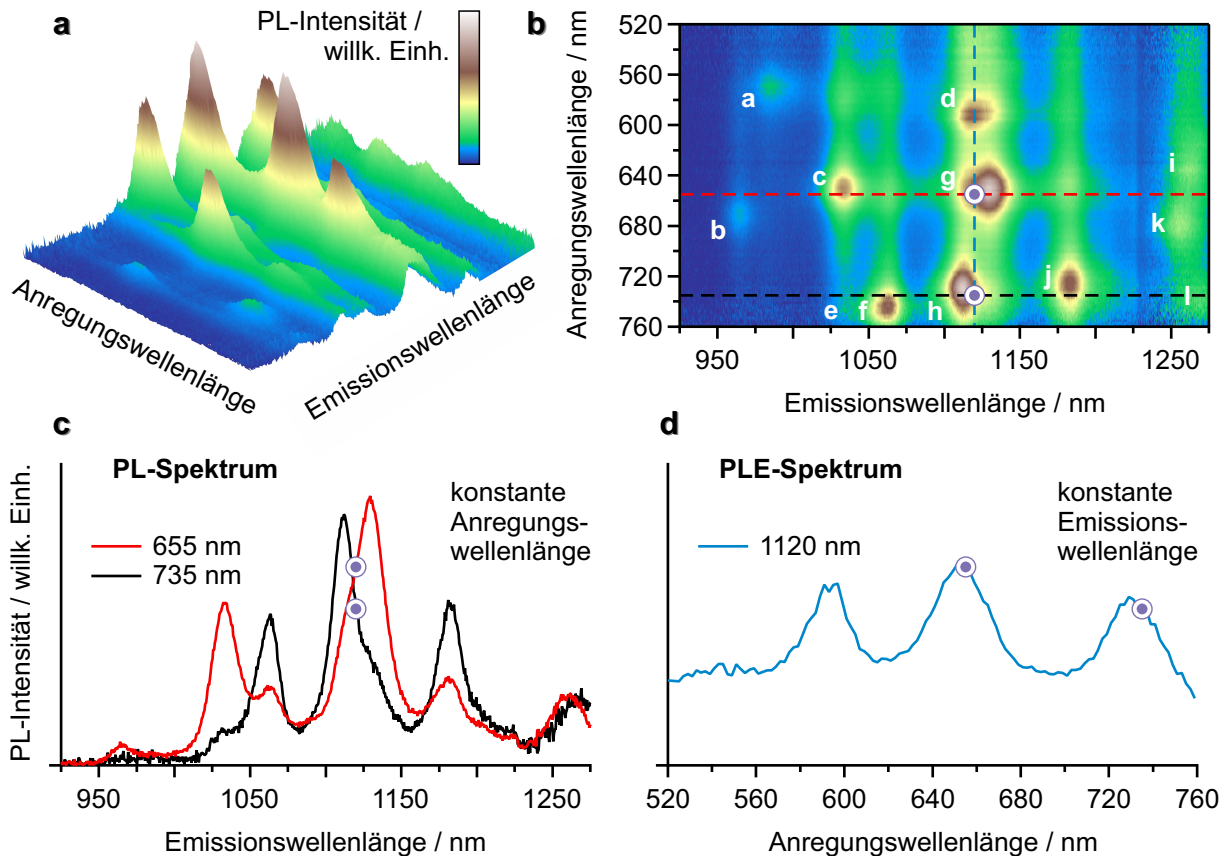 a
PL-Intensität /
willk. Einh.
Anregungswellenlänge
Emissionswellenlänge
b
Anregungswellenlänge / nm
520
560
600
640
680
720
760
a
b
c
d
e
f
g
h
i
j
k
l
950
1050
1150
1250
Emissionswellenlänge / nm
c
PL-Spektrum
konstante
Anregungs-
wellenlänge
655 nm
735 nm
PL-Intensität / willk. Einh.
950
1050
1150
1250
Emissionswellenlänge / nm
d
PLE-Spektrum
konstante
Emissions-
wellenlänge
1120 nm
520
560
600
640
680
720
760
Anregungswellenlänge / nm